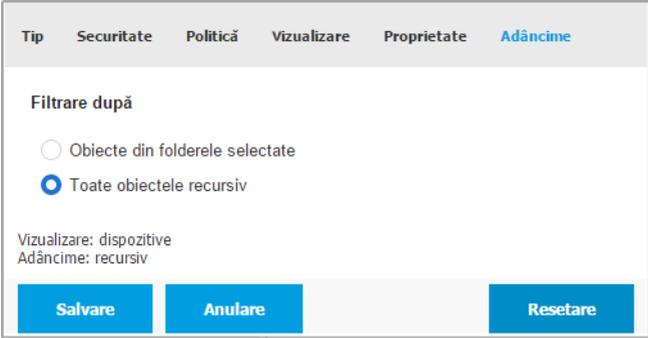 Tip Securitate Politică Vizualizare Proprietate Adâncime
Filtrare după
Obiecte din folderele selectate
Toate obiectele recursiv
Vizualizare: dispozitive
Adâncime: recursiv
Salvare Anulare Resetare